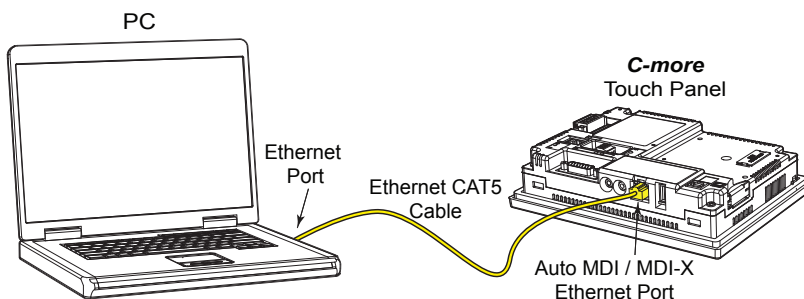 PC
C-more
Touch Panel
Ethernet
Port
Ethernet CAT5
Cable
Auto MDI / MDI-X
Ethernet Port